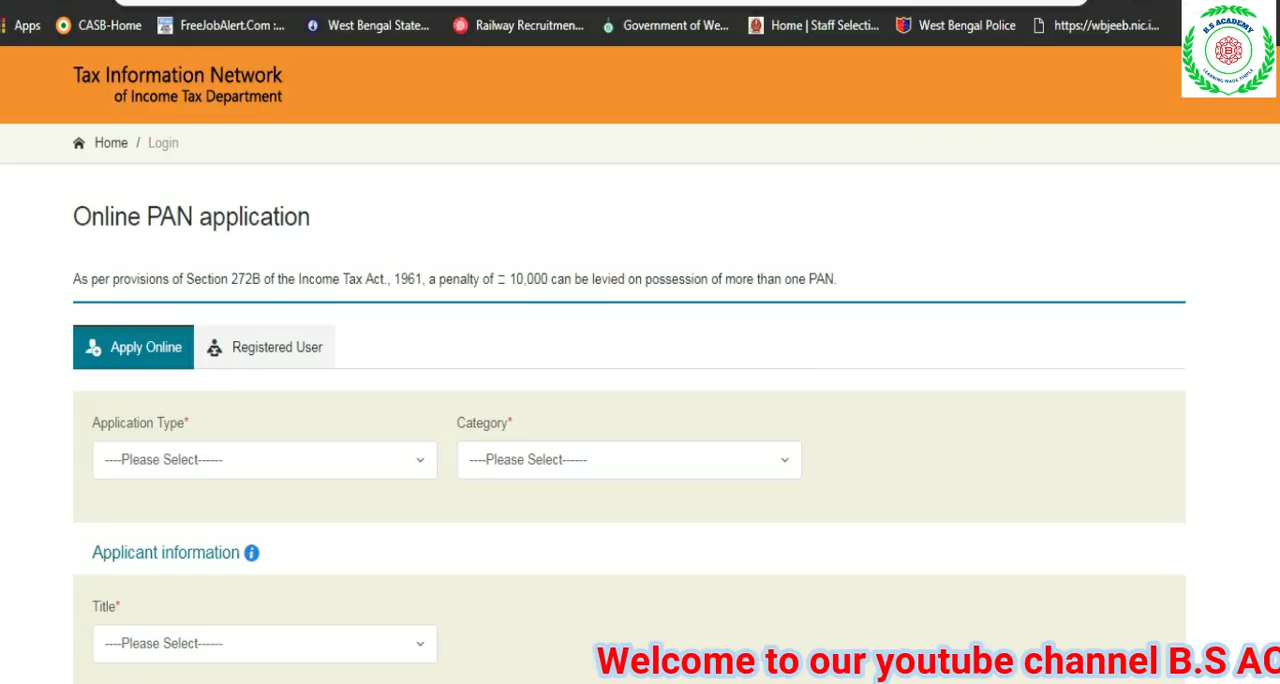 Apps CASB-Home FreeJobAlert.Com :... West Bengal State... Railway Recruitmen... Government of We... Home | Staff Selecti... West Bengal Police https://wbjeeb.nic.i...
B S ACADEMY
LEARNING MADE SIMPLE
Tax Information Network
of Income Tax Department
Home / Login
Online PAN application
As per provisions of Section 272B of the Income Tax Act., 1961, a penalty of 10,000 can be levied on possession of more than one PAN.
Apply Online Registered User
Application Type* Category*
----Please Select------ ----Please Select------
Applicant information i
Title*
----Please Select------
Welcome to our youtube channel B.S AC